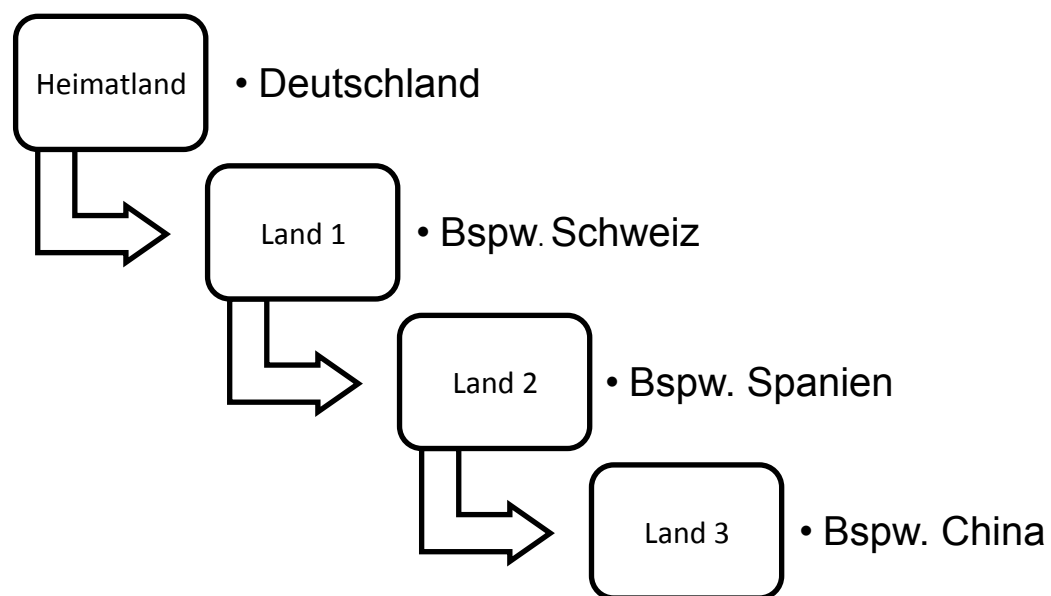 Heimatland
• Deutschland
Land 1
• Bspw. Schweiz
Land 2
• Bspw. Spanien
Land 3
• Bspw. China